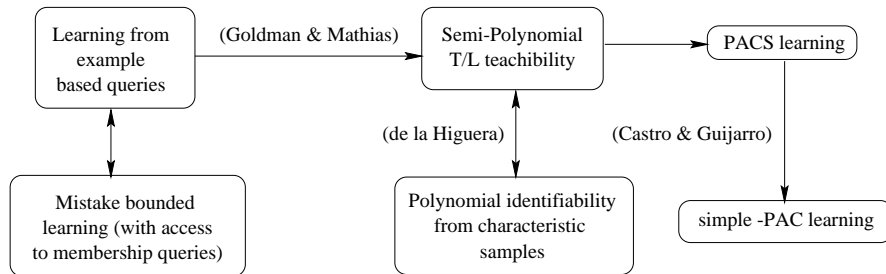 Learning from
example
based queries
(Goldman & Mathias)
Semi-Polynomial
T/L teachibility
PACS learning
(de la Higuera)
(Castro & Guijarro)
Mistake bounded
learning (with access
to membership queries)
Polynomial identifiability
from characteristic
samples
simple -PAC learning